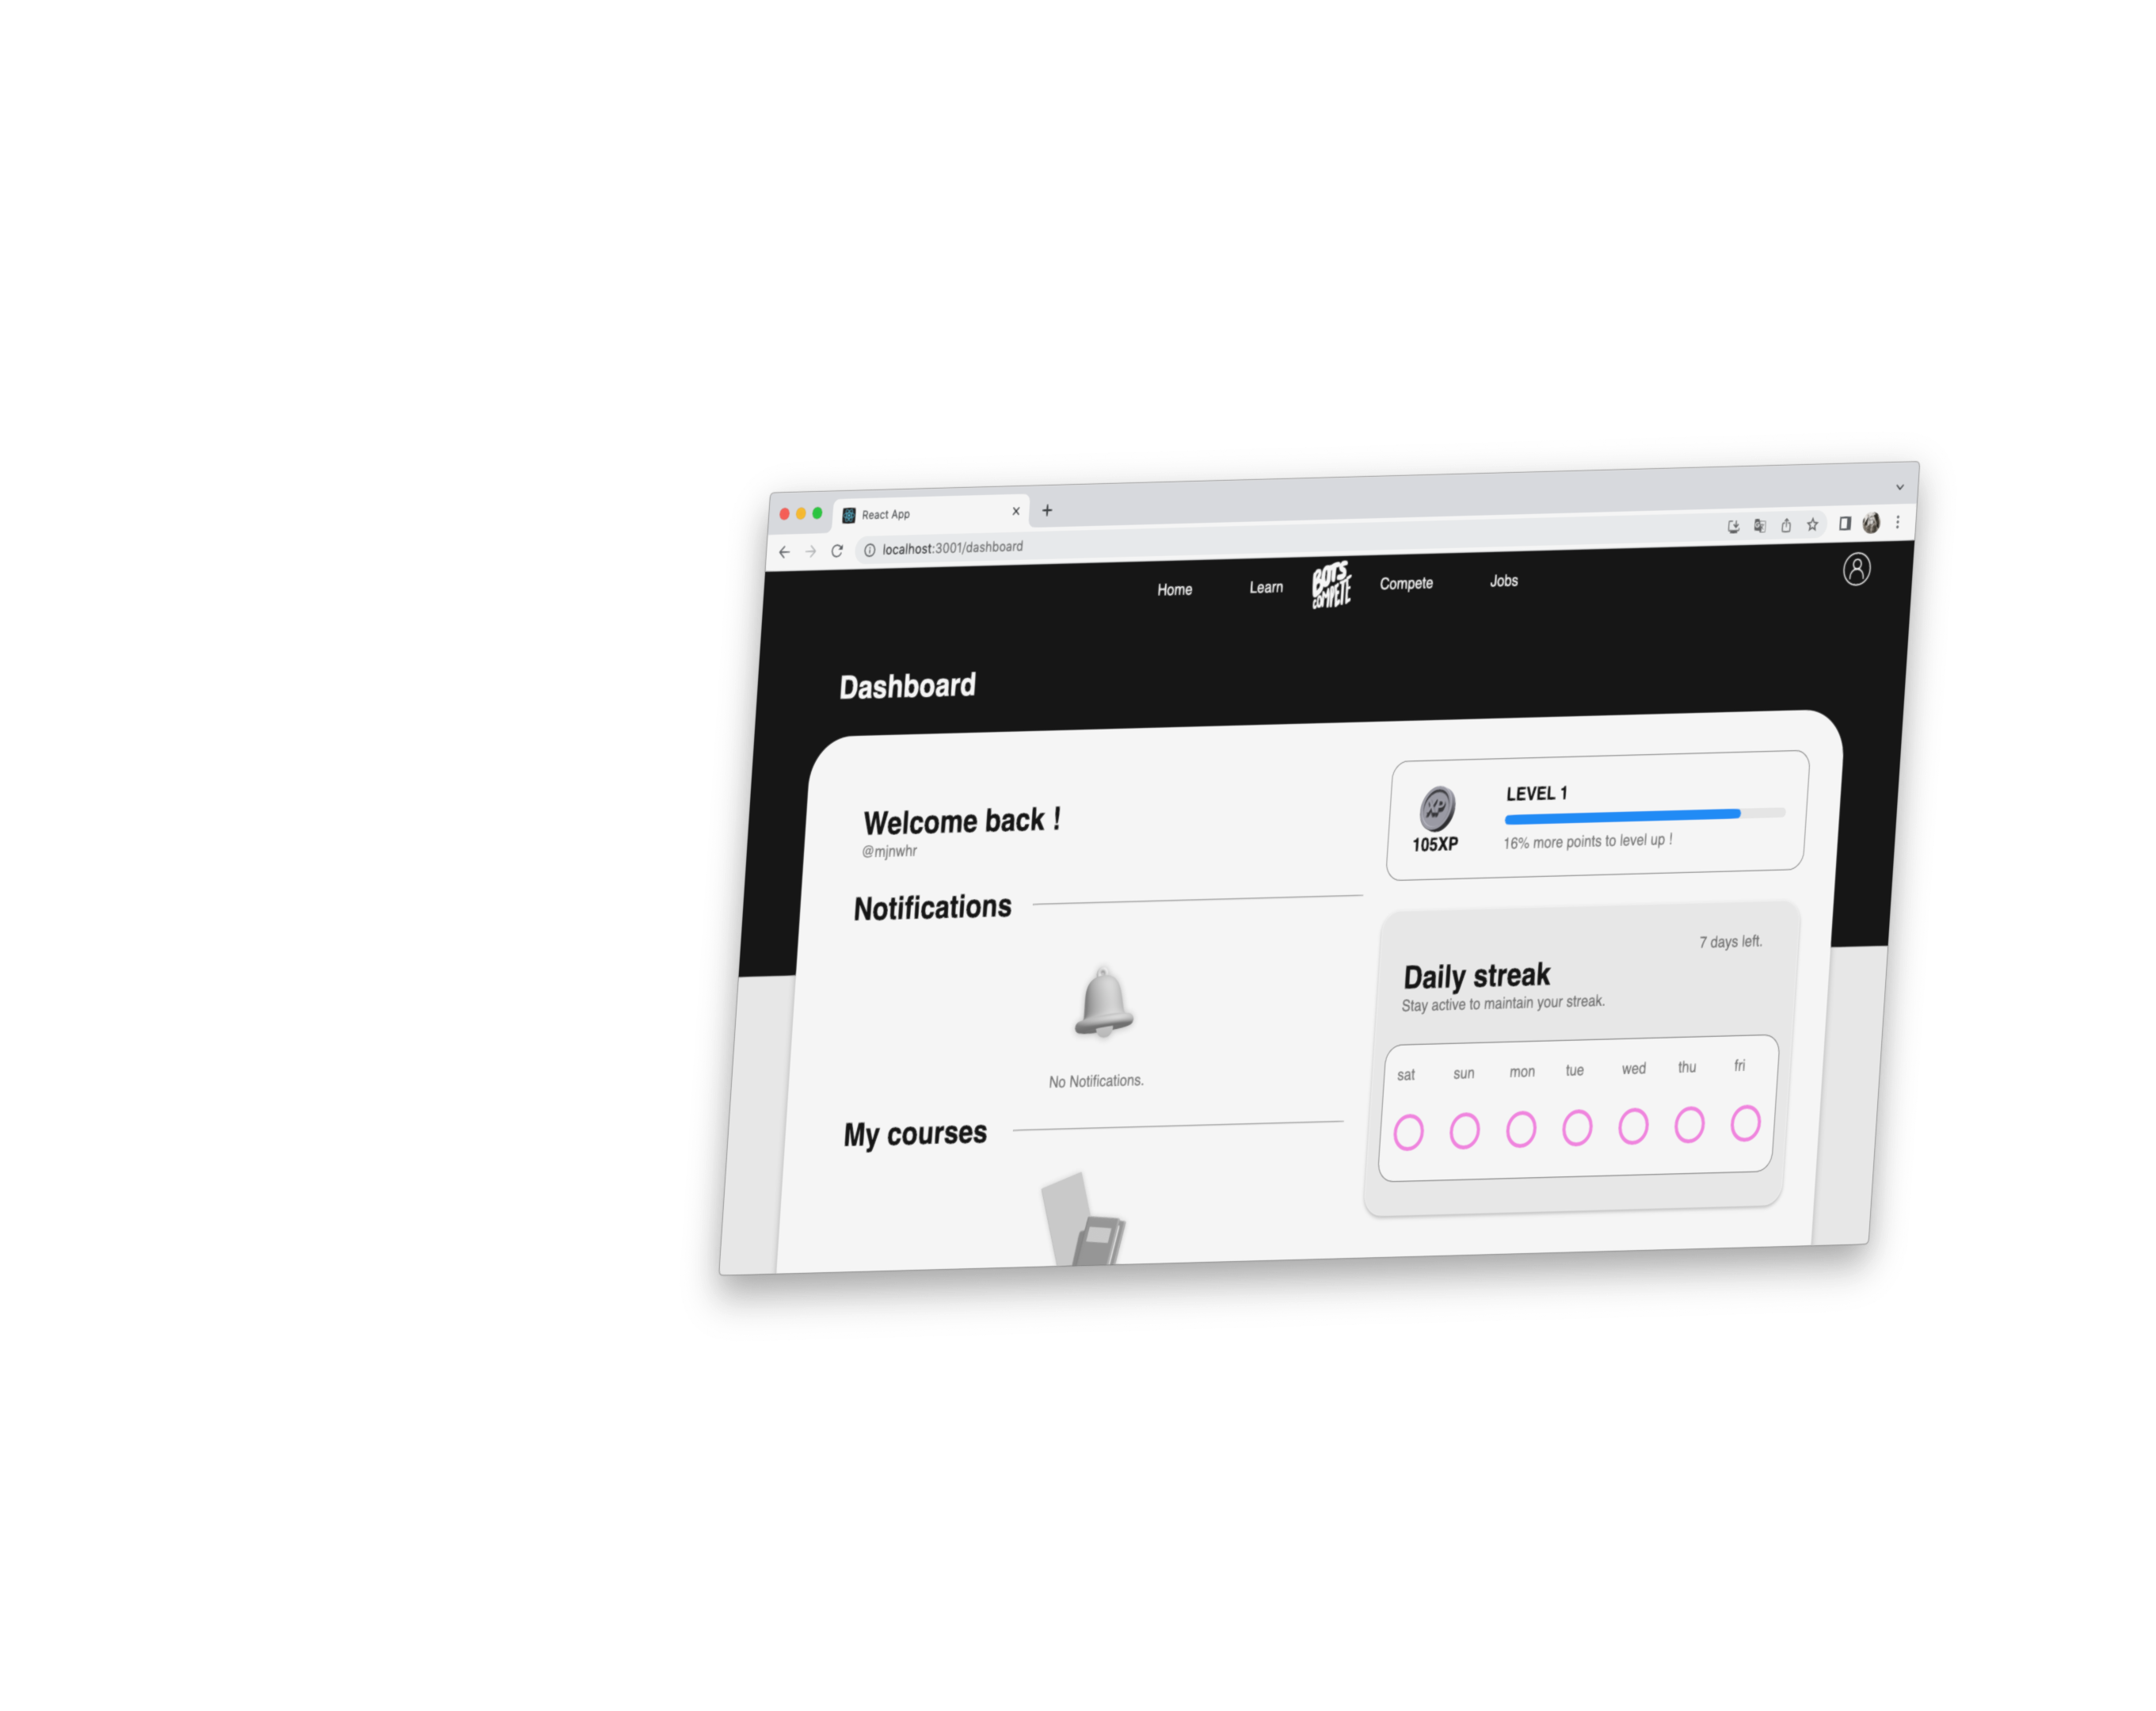 React App
localhost:3001/dashboard
Home Learn BOTS COMPETE Compete Jobs
Dashboard
Welcome back !
@mjnwhr
Notifications
No Notifications.
My courses
XP
105XP
LEVEL 1
16% more points to level up !
7 days left.
Daily streak
Stay active to maintain your streak.
sat sun mon tue wed thu fri